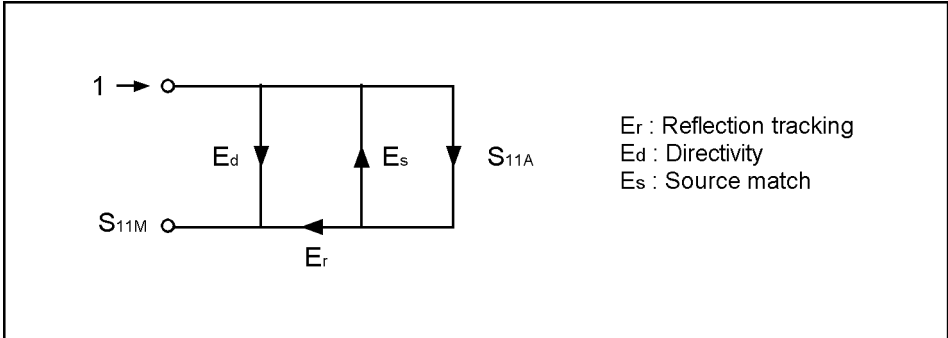 1
Ed
Es
S11A
S11M
Er
Er : Reflection tracking
Ed : Directivity
Es : Source match